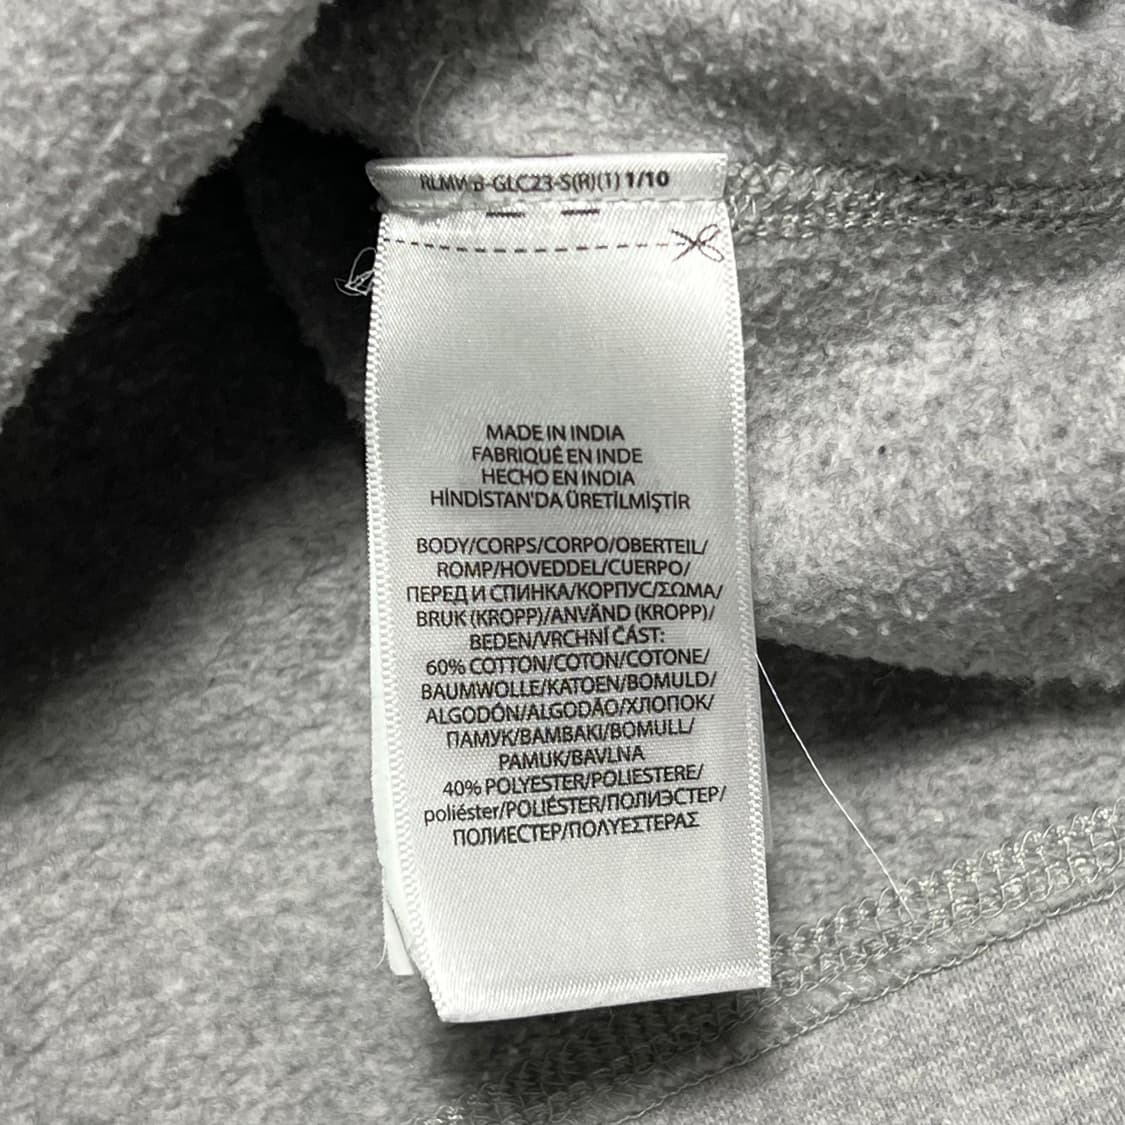 RLMWB-GLC23-S(R)(1) 1/10
MADE IN INDIA
FABRIQUÉ EN INDE
HECHO EN INDIA
HİNDİSTAN'DA ÜRETİLMİŞTİR
BODY/CORPS/CORPO/OBERTEIL/
ROMP/HOVEDDEL/CUERPO/
ПЕРЕД И СПИНКА/КОРПУС/ΣΩΜΑ/
BRUK (KROPP)/ANVÄND (KROPP)/
BEDEN/VRCHNÍ ČÁST:
60% COTTON/COTON/COTONE/
BAUMWOLLE/KATOEN/BOMULD/
ALGODÓN/ALGODÃO/ХЛОПОК/
ПАМУК/ΒΑΜΒΑΚΙ/BOMULL/
PAMUK/BAVLNA
40% POLYESTER/POLIESTERE/
poliéster/POLIÉSTER/ПОЛИЭСТЕР/
ПОЛИЕСТЕР/ΠΟΛΥΕΣΤΕΡΑΣ